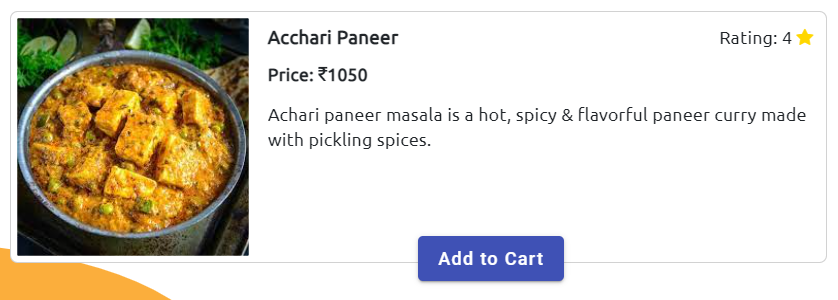 Acchari Paneer
Rating: 4
Price: ₹1050
Achari paneer masala is a hot, spicy & flavorful paneer curry made
with pickling spices.
Add to Cart